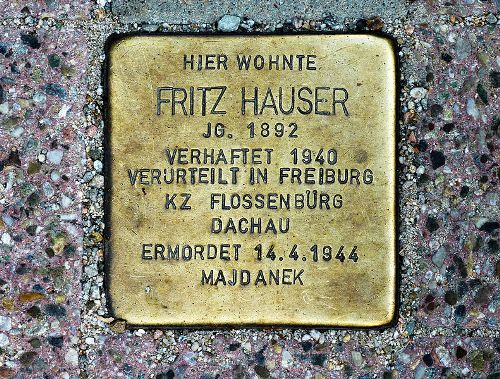 HIER WOHNTE
FRITZ HAUSER
JG. 1892
VERHAFTET 1940
VERURTEILT IN FREIBURG
KZ FLOSSENBÜRG
DACHAU
ERMORDET 14.4.1944
MAJDANEK